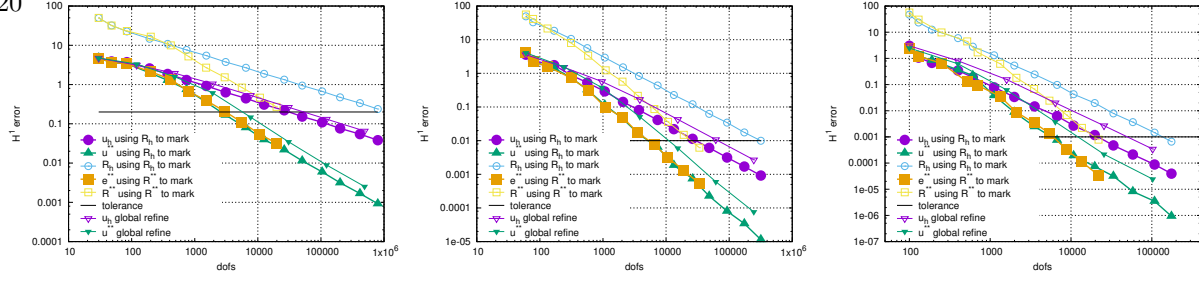 20
100
10
1
0.1
0.01
0.001
0.0001
H¹ error
10
100
1000
10000
100000
1x10⁶
dofs
u_h using R_h to mark
u** using R_h to mark
R_h using R_h to mark
e** using R** to mark
R** using R** to mark
tolerance
u_h global refine
u** global refine
100
10
1
0.1
0.01
0.001
0.0001
1e-05
H¹ error
10
100
1000
10000
100000
1x10⁶
dofs
u_h using R_h to mark
u** using R_h to mark
R_h using R_h to mark
e** using R** to mark
R** using R** to mark
tolerance
u_h global refine
u** global refine
100
10
1
0.1
0.01
0.001
0.0001
1e-05
1e-06
1e-07
H¹ error
100
1000
10000
100000
dofs
u_h using R_h to mark
u** using R_h to mark
R_h using R_h to mark
e** using R** to mark
R** using R** to mark
tolerance
u_h global refine
u** global refine